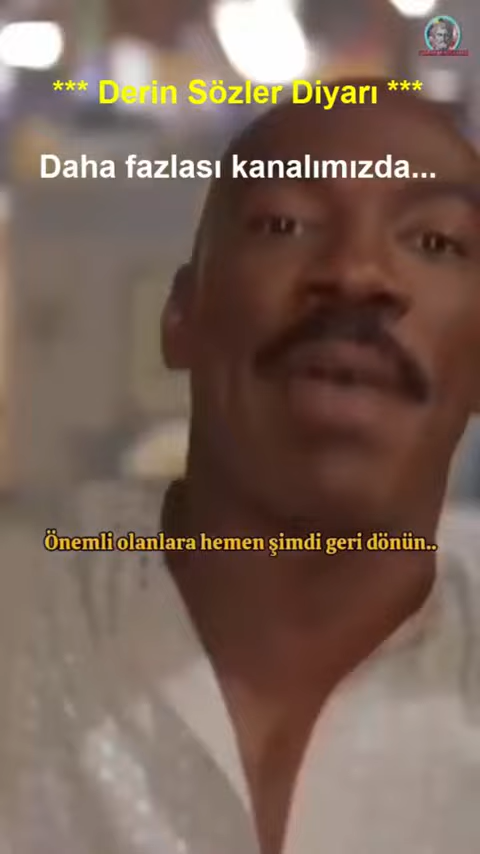 *** Derin Sözler Diyarı ***
Daha fazlası kanalımızda...
Önemli olanlara hemen şimdi geri dönün..